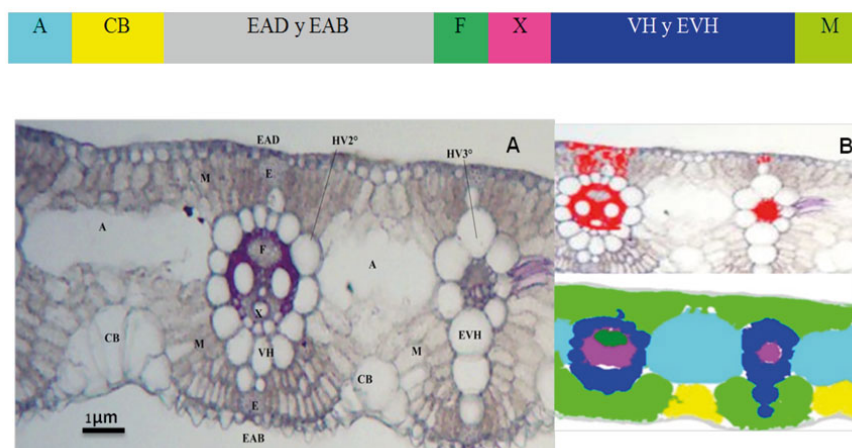 A CB EAD y EAB F X VH y EVH M
EAD HV2° A HV3° B
M E
A F A
X EVH
CB M VH M
CB
E
1µm
EAB